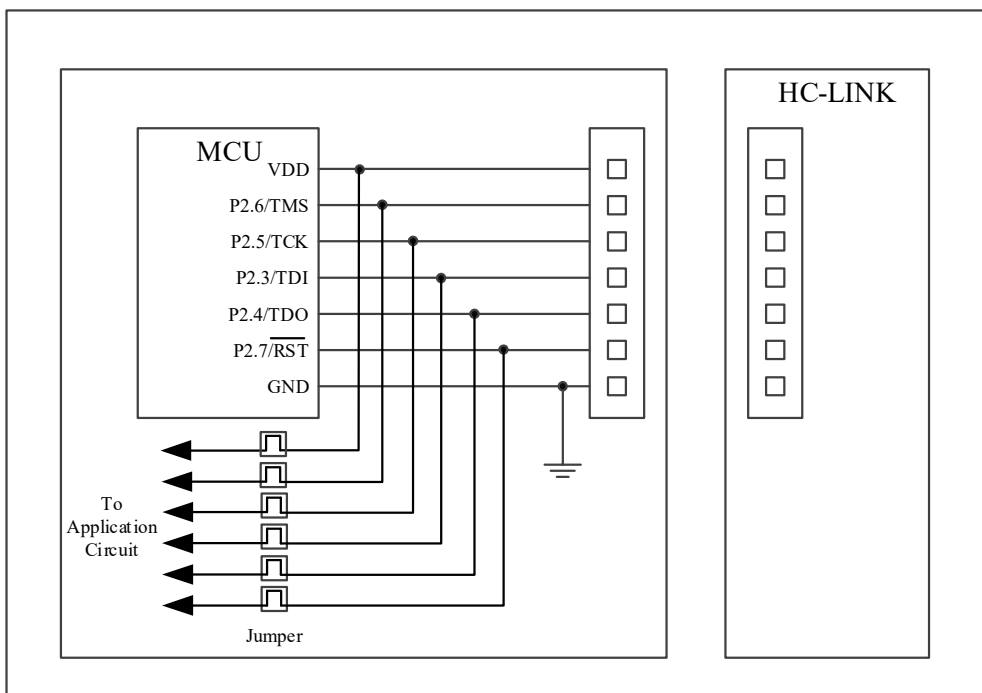 HC-LINK
MCU
VDD
P2.6/TMS
P2.5/TCK
P2.3/TDI
P2.4/TDO
P2.7/RST
GND
To
Application
Circuit
Jumper